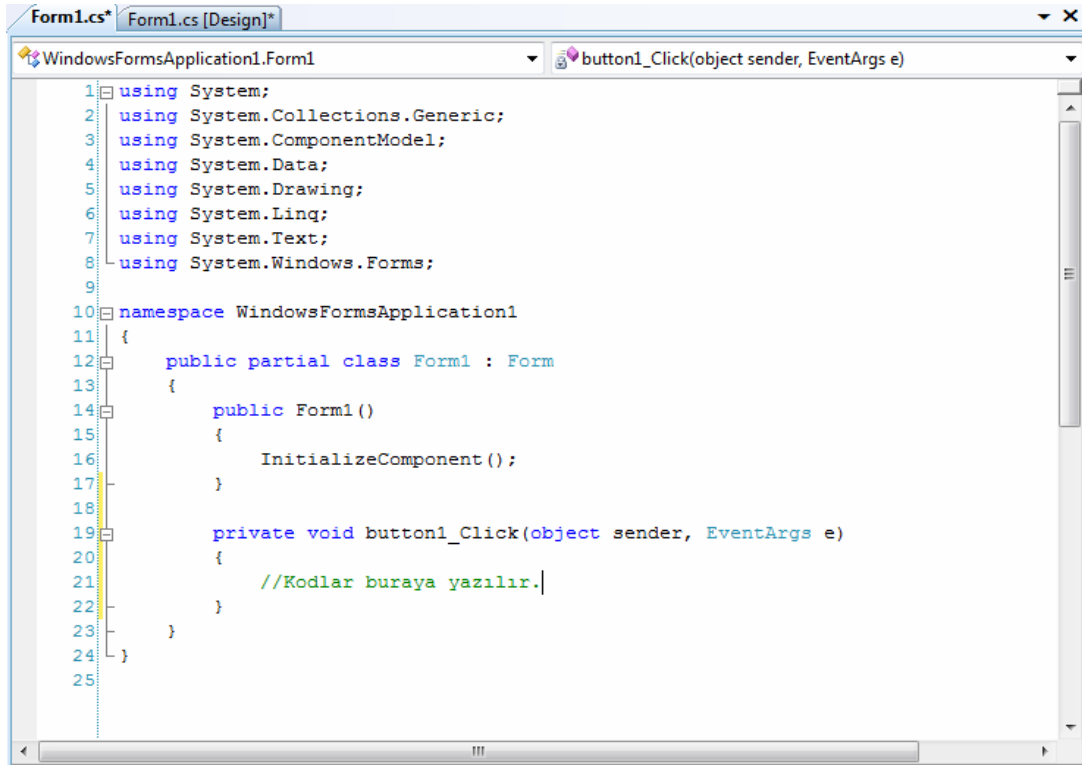 Form1.cs* Form1.cs [Design]*
WindowsFormsApplication1.Form1 button1_Click(object sender, EventArgs e)
1 using System;
2 using System.Collections.Generic;
3 using System.ComponentModel;
4 using System.Data;
5 using System.Drawing;
6 using System.Linq;
7 using System.Text;
8 using System.Windows.Forms;
9
10 namespace WindowsFormsApplication1
11 {
12 public partial class Form1 : Form
13 {
14 public Form1()
15 {
16 InitializeComponent();
17 }
18
19 private void button1_Click(object sender, EventArgs e)
20 {
21 //Kodlar buraya yazılır.
22 }
23 }
24 }
25